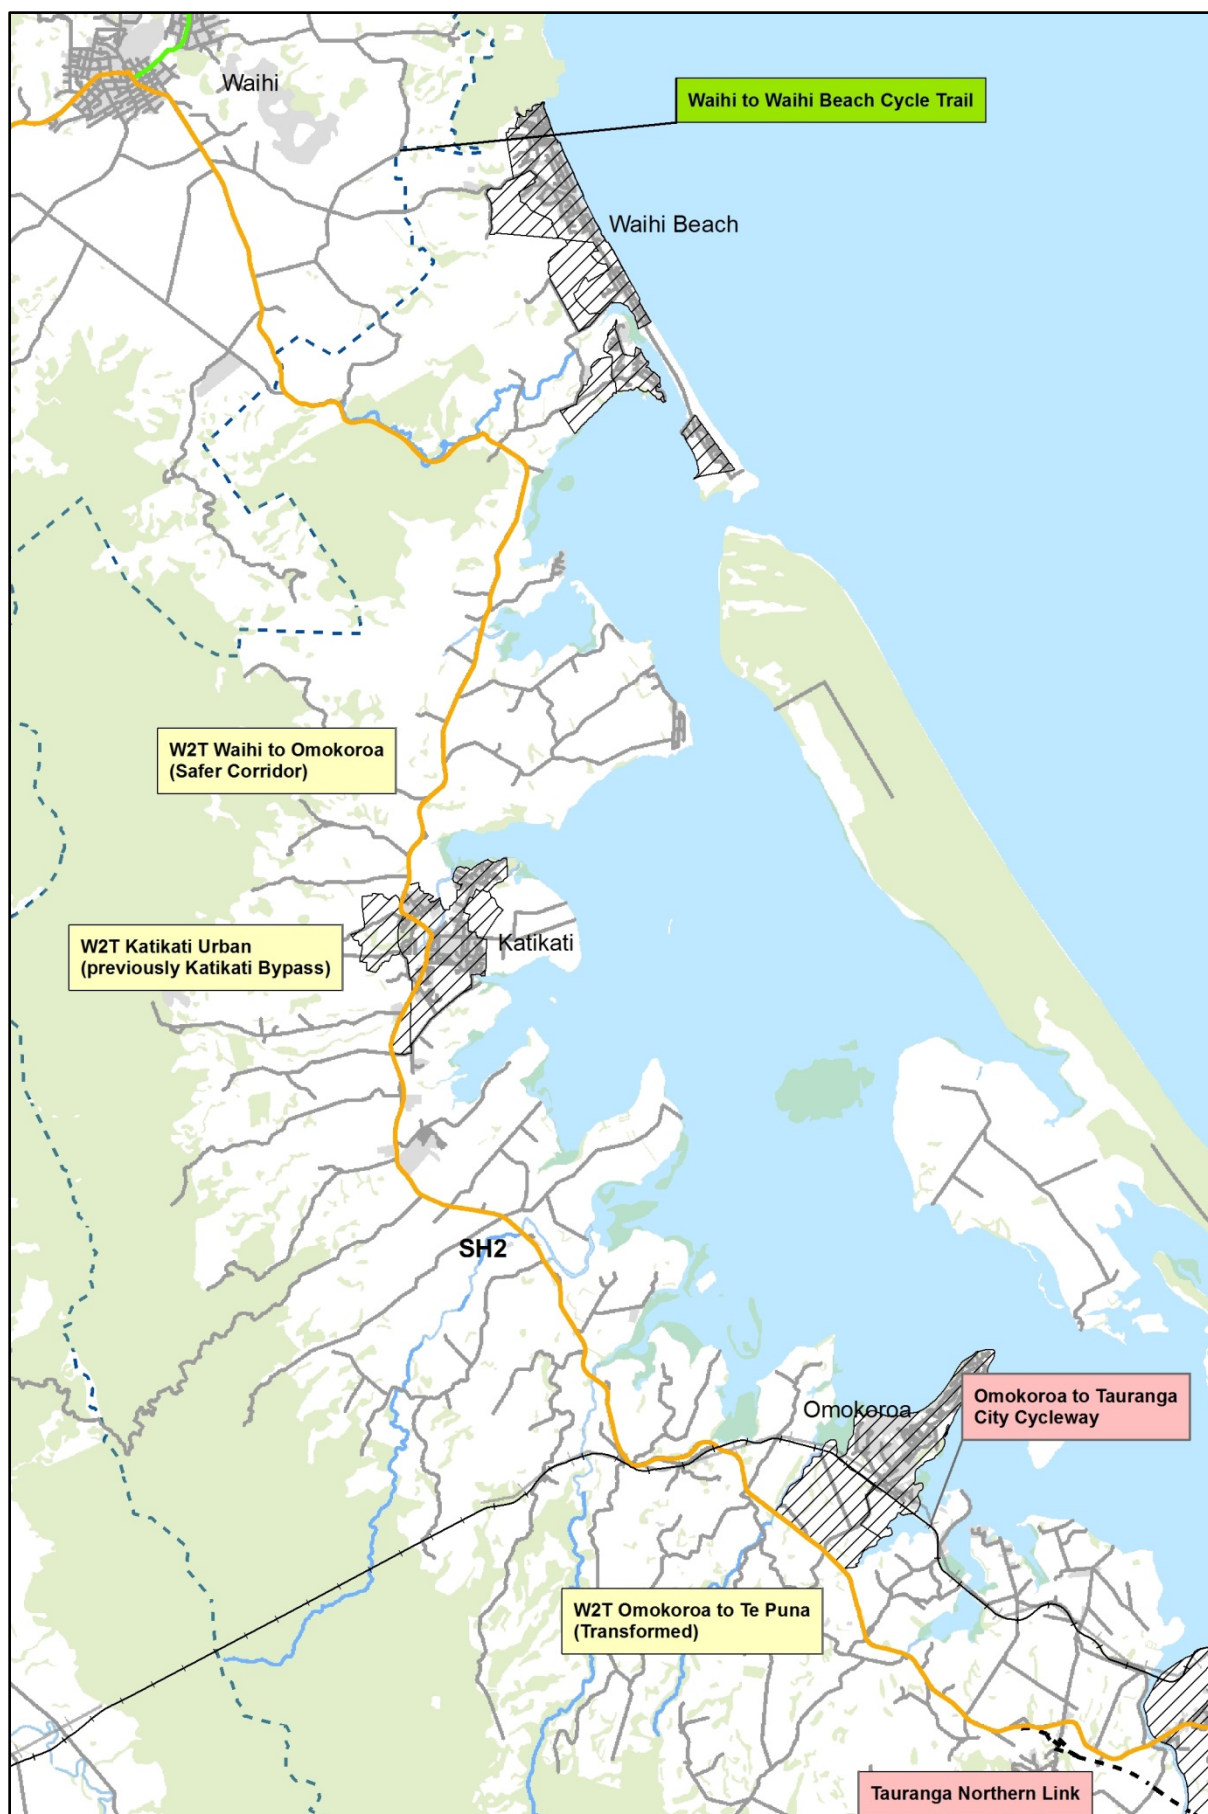 Waihi
Waihi to Waihi Beach Cycle Trail
Waihi Beach
W2T Waihi to Omokoroa
(Safer Corridor)
W2T Katikati Urban
(previously Katikati Bypass)
Katikati
SH2
Omokoroa
Omokoroa to Tauranga
City Cycleway
W2T Omokoroa to Te Puna
(Transformed)
Tauranga Northern Link